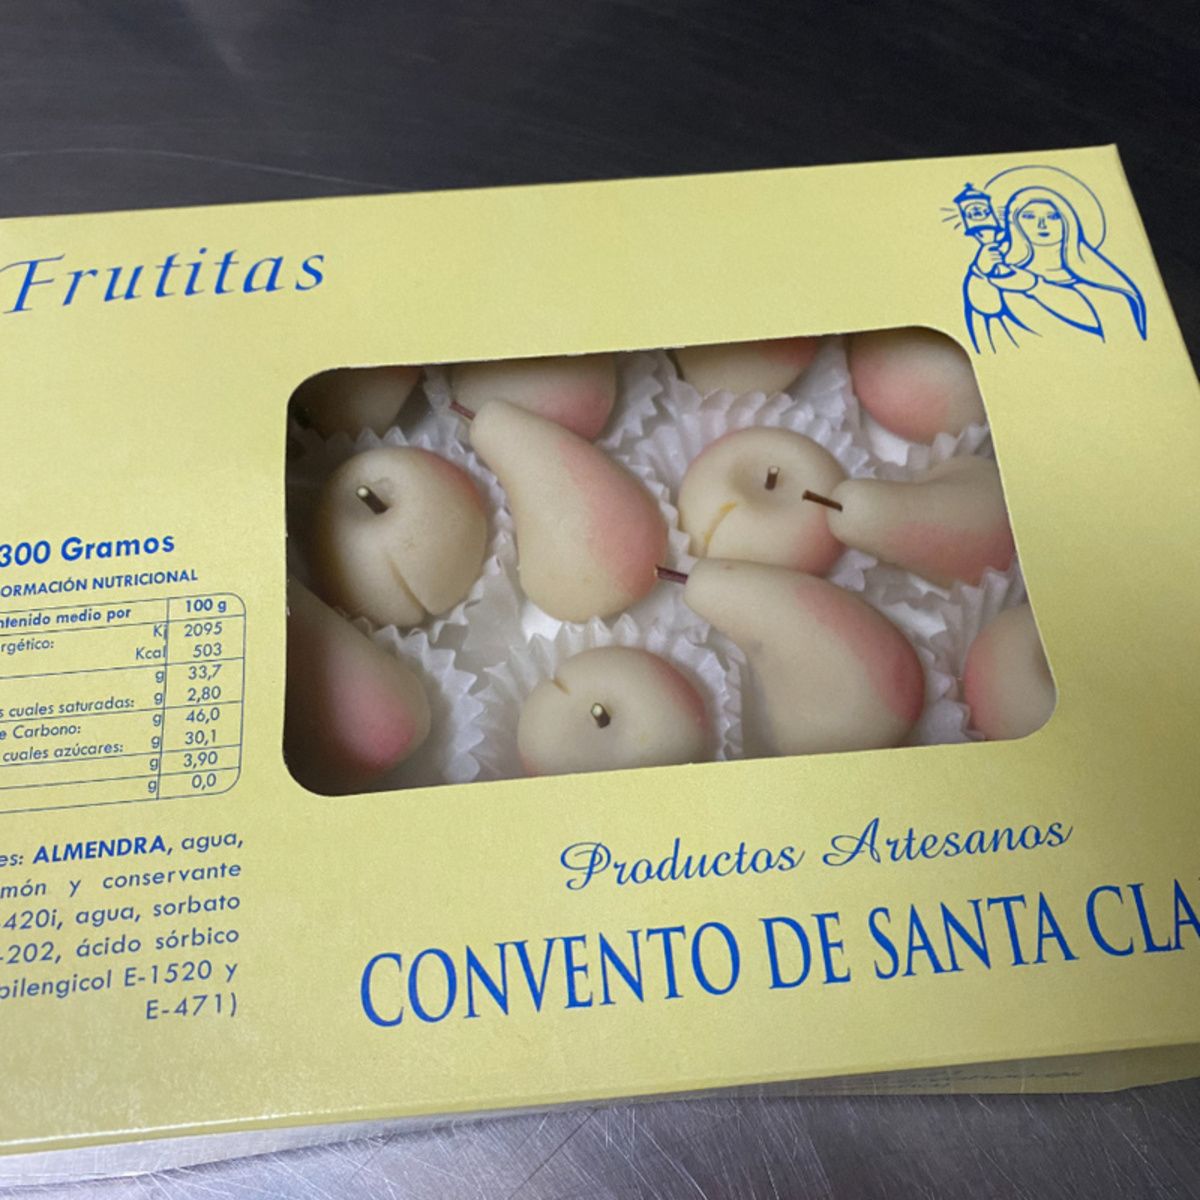 Frutitas
300 Gramos
ORMACIÓN NUTRICIONAL
ntenido medio por 100 g
rgético: Kj 2095
Kcal 503
g 33,7
s cuales saturadas: g 2,80
e Carbono: g 46,0
cuales azúcares: g 30,1
g 3,90
g 0,0
es: ALMENDRA, agua,
món y conservante
-420i, agua, sorbato
-202, ácido sórbico
pilengicol E-1520 y
E-471)
Productos Artesanos
CONVENTO DE SANTA CLA